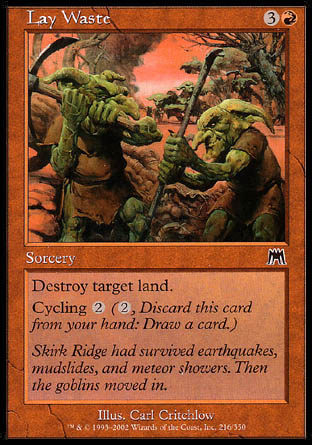 Lay Waste 3
Sorcery
Destroy target land.
Cycling 2 (2, Discard this card
from your hand: Draw a card.)
Skirk Ridge had survived earthquakes,
mudslides, and meteor showers. Then
the goblins moved in.
Illus. Carl Critchlow
™ & © 1993–2002 Wizards of the Coast, Inc. 216/350